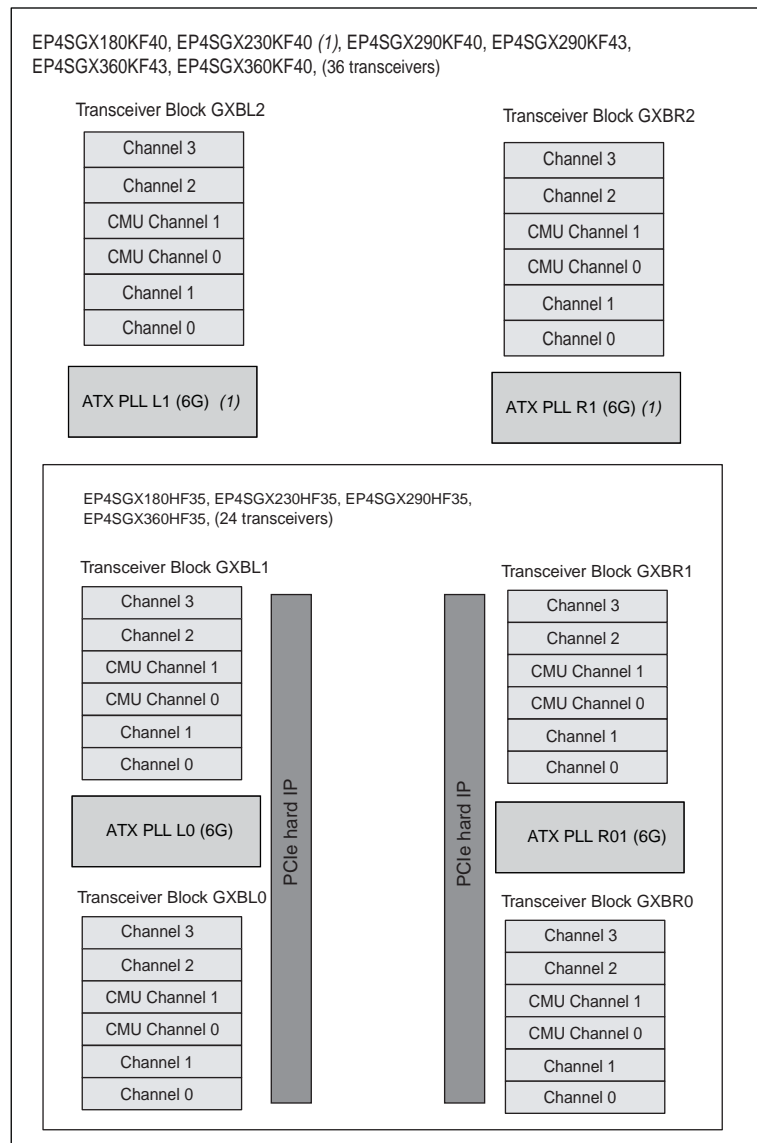 EP4SGX180KF40, EP4SGX230KF40 (1), EP4SGX290KF40, EP4SGX290KF43,
EP4SGX360KF43, EP4SGX360KF40, (36 transceivers)
Transceiver Block GXBL2
Channel 3
Channel 2
CMU Channel 1
CMU Channel 0
Channel 1
Channel 0
ATX PLL L1 (6G) (1)
Transceiver Block GXBR2
Channel 3
Channel 2
CMU Channel 1
CMU Channel 0
Channel 1
Channel 0
ATX PLL R1 (6G) (1)
EP4SGX180HF35, EP4SGX230HF35, EP4SGX290HF35,
EP4SGX360HF35, (24 transceivers)
Transceiver Block GXBL1
Channel 3
Channel 2
CMU Channel 1
CMU Channel 0
Channel 1
Channel 0
ATX PLL L0 (6G)
Transceiver Block GXBL0
Channel 3
Channel 2
CMU Channel 1
CMU Channel 0
Channel 1
Channel 0
PCIe hard IP
PCIe hard IP
Transceiver Block GXBR1
Channel 3
Channel 2
CMU Channel 1
CMU Channel 0
Channel 1
Channel 0
ATX PLL R01 (6G)
Transceiver Block GXBR0
Channel 3
Channel 2
CMU Channel 1
CMU Channel 0
Channel 1
Channel 0